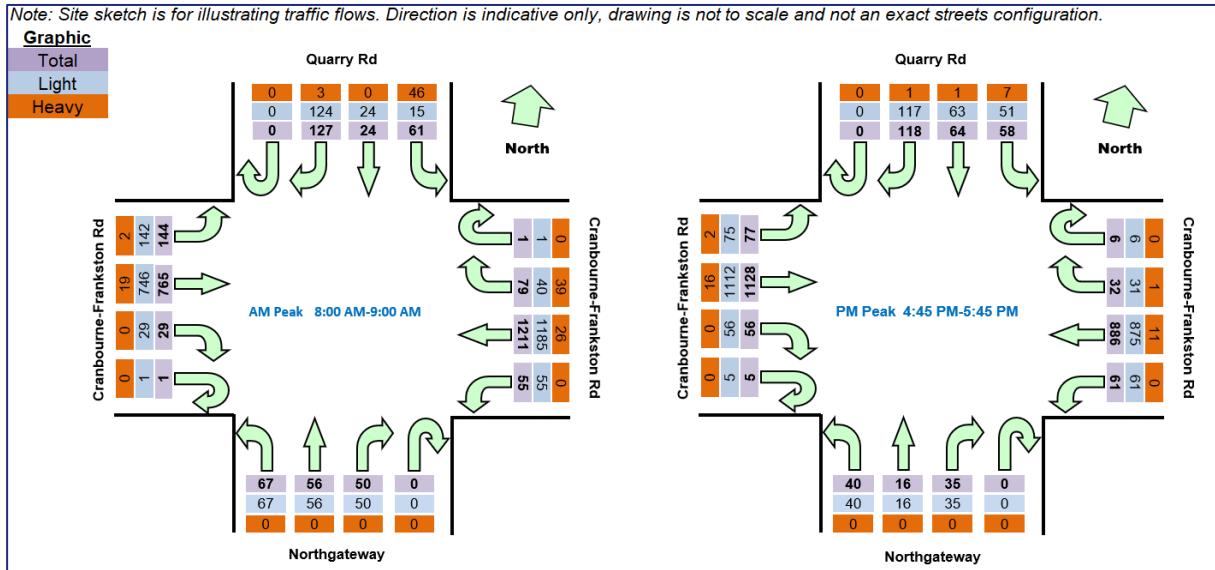 Note: Site sketch is for illustrating traffic flows. Direction is indicative only, drawing is not to scale and not an exact streets configuration.
Graphic
Total
Light
Heavy
Quarry Rd
0 3 0 46
0 124 24 15
0 127 24 61
North
Cranbourne-Frankston Rd
2 142 144
19 746 765
0 29 29
0 1 1
AM Peak 8:00 AM-9:00 AM
1 1 0
79 40 39
1211 1185 26
55 55 0
Cranbourne-Frankston Rd
67 56 50 0
67 56 50 0
0 0 0 0
Northgateway
Quarry Rd
0 1 1 7
0 117 63 51
0 118 64 58
North
Cranbourne-Frankston Rd
2 75 77
16 1112 1128
0 56 56
0 5 5
PM Peak 4:45 PM-5:45 PM
6 6 0
32 31 1
886 875 11
61 61 0
Cranbourne-Frankston Rd
40 16 35 0
40 16 35 0
0 0 0 0
Northgateway